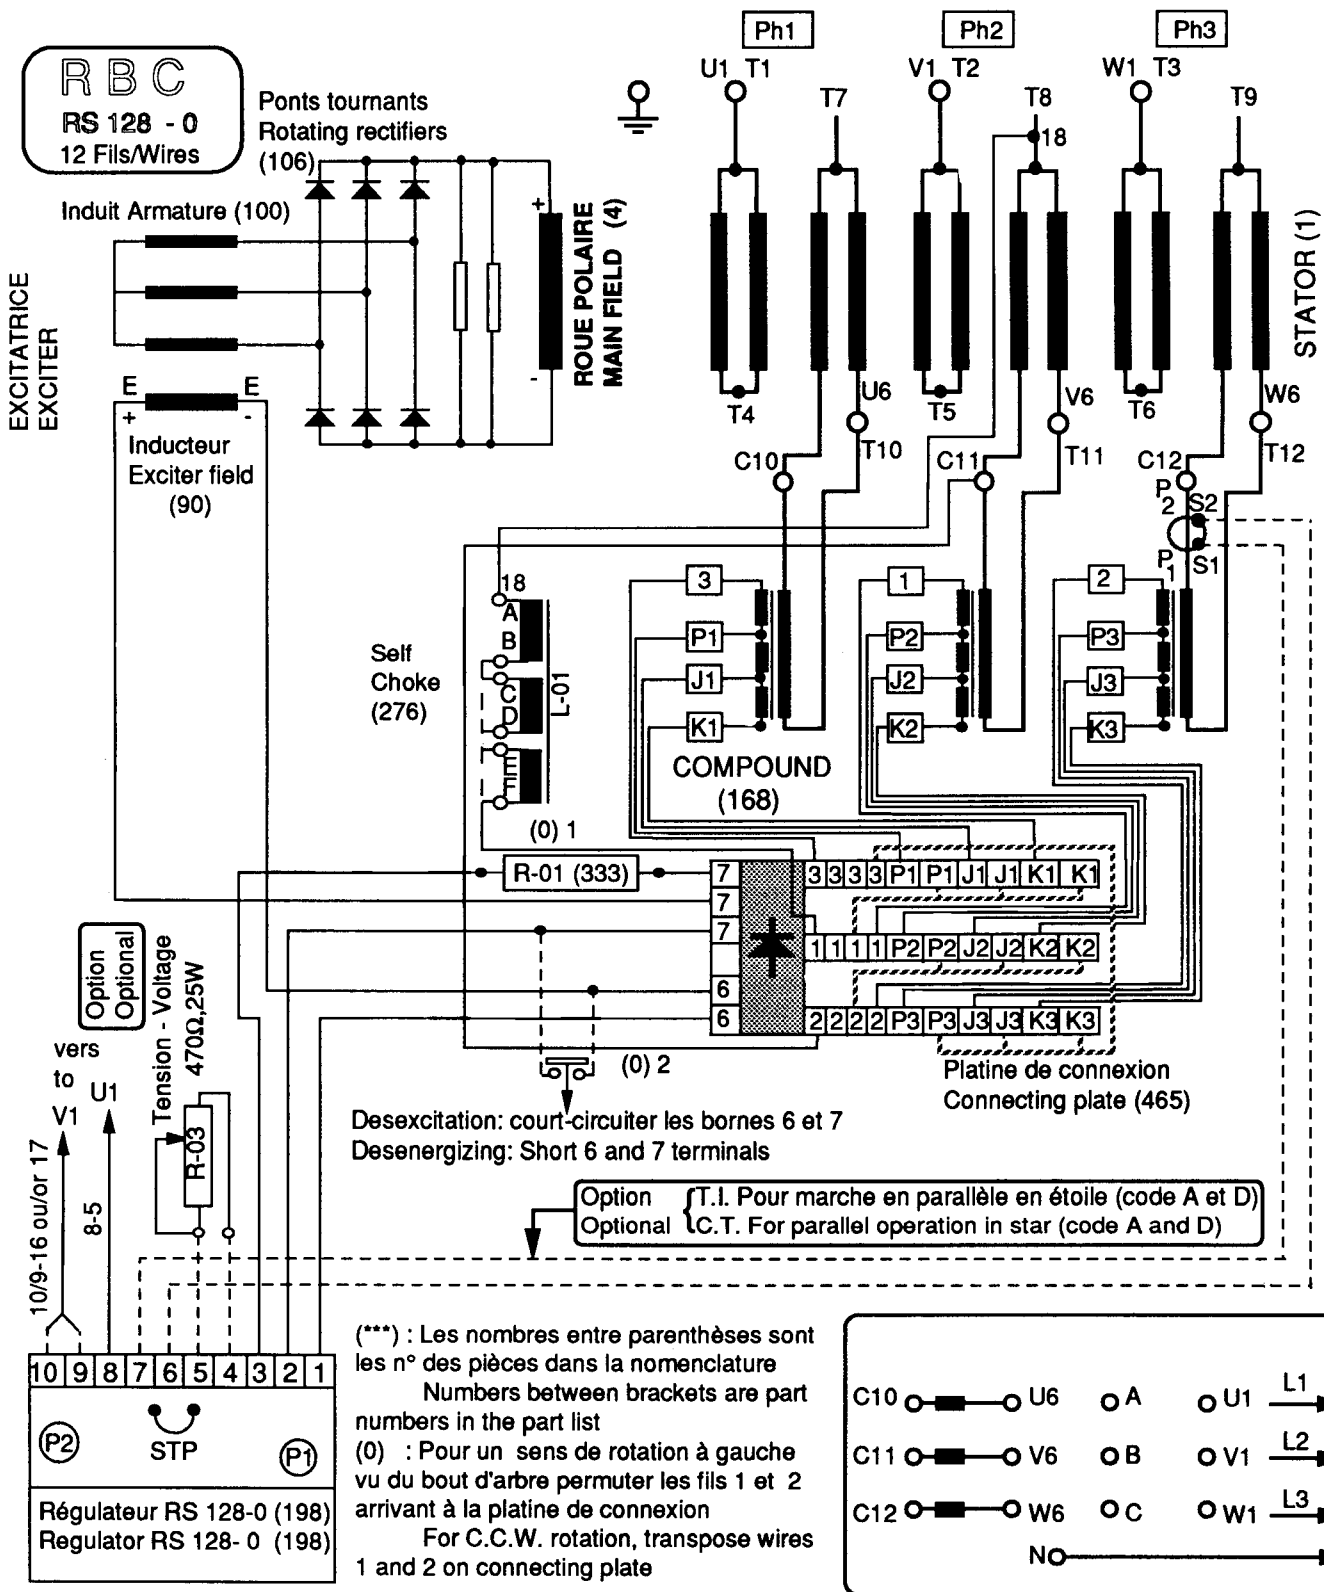 R B C
RS 128 - 0
12 Fils/Wires
Ponts tournants
Rotating rectifiers
(106)
Induit Armature (100)
EXCITATRICE
EXCITER
E E
+ -
Inducteur
Exciter field
(90)
+
-
ROUE POLAIRE
MAIN FIELD (4)
Ph1 Ph2 Ph3
U1 T1 T7 V1 T2 T8 W1 T3 T9
18
STATOR (1)
T4 U6 T5 V6 T6 W6
T10 T11 T12
C10 C11 C12
P2 S2
P1 S1
18
A
B
C
D
E
F
L-01
Self
Choke
(276)
3 1 2
P1 P2 P3
J1 J2 J3
K1 K2 K3
COMPOUND
(168)
(0) 1
R-01 (333)
7 3 3 3 3 P1 P1 J1 J1 K1 K1
7
7 1 1 1 1 P2 P2 J2 J2 K2 K2
6
6 2 2 2 2 P3 P3 J3 J3 K3 K3
(0) 2
Platine de connexion
Connecting plate (465)
Option
Optional
Tension - Voltage
470Ω,25W
R-03
vers
to
V1 U1
10/9-16 ou/or 17
8-5
Desexcitation: court-circuiter les bornes 6 et 7
Desenergizing: Short 6 and 7 terminals
Option {T.I. Pour marche en parallèle en étoile (code A et D)
Optional {C.T. For parallel operation in star (code A and D)
10 9 8 7 6 5 4 3 2 1
P2 STP P1
Régulateur RS 128-0 (198)
Regulator RS 128- 0 (198)
(***) : Les nombres entre parenthèses sont
les n° des pièces dans la nomenclature
Numbers between brackets are part
numbers in the part list
(0) : Pour un sens de rotation à gauche
vu du bout d'arbre permuter les fils 1 et 2
arrivant à la platine de connexion
For C.C.W. rotation, transpose wires
1 and 2 on connecting plate
C10 U6 A U1 L1
C11 V6 B V1 L2
C12 W6 C W1 L3
N